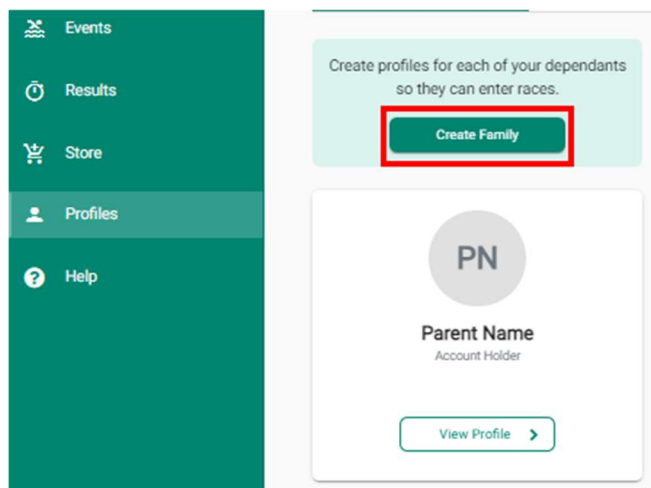 Events
Results
Store
Profiles
Help
Create profiles for each of your dependants
so they can enter races.
Create Family
PN
Parent Name
Account Holder
View Profile